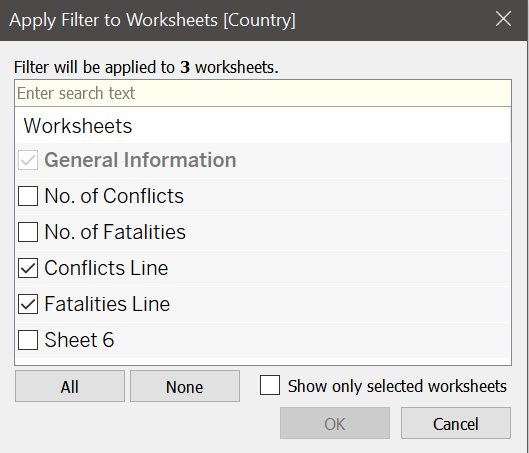 Apply Filter to Worksheets [Country]
Filter will be applied to 3 worksheets.
Enter search text
Worksheets
General Information
No. of Conflicts
No. of Fatalities
Conflicts Line
Fatalities Line
Sheet 6
All None Show only selected worksheets
OK Cancel